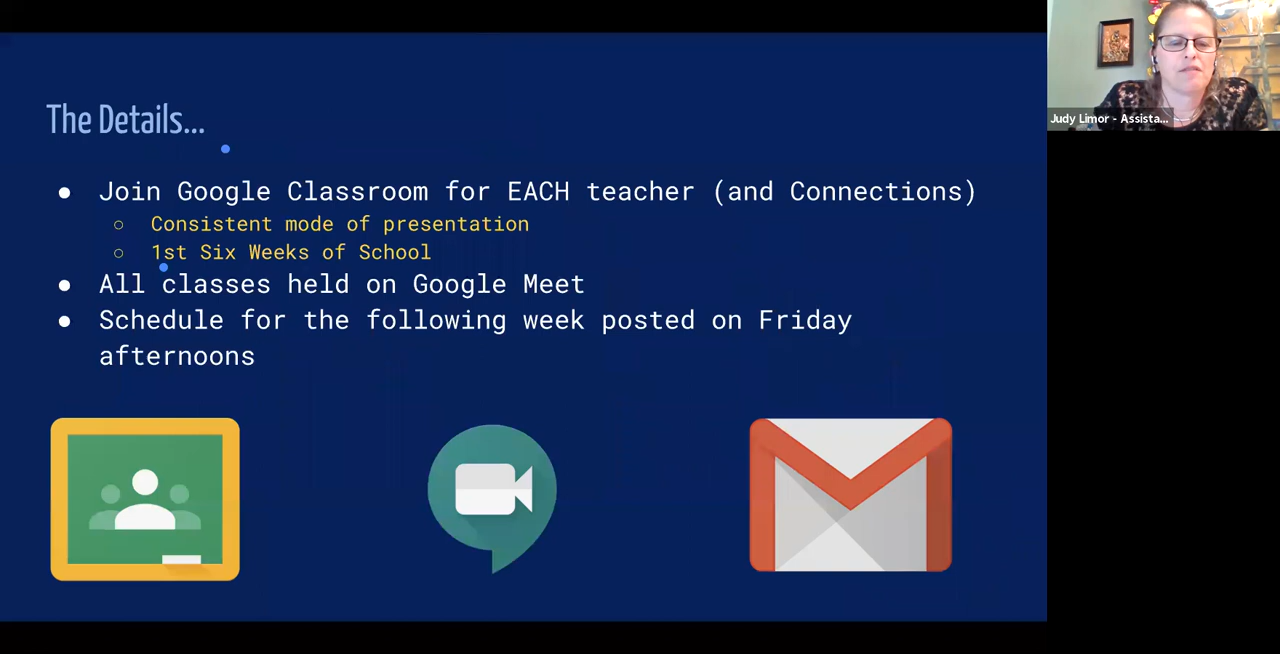 The Details...
Join Google Classroom for EACH teacher (and Connections)
Consistent mode of presentation
1st Six Weeks of School
All classes held on Google Meet
Schedule for the following week posted on Friday
afternoons
Judy Limor - Assista...